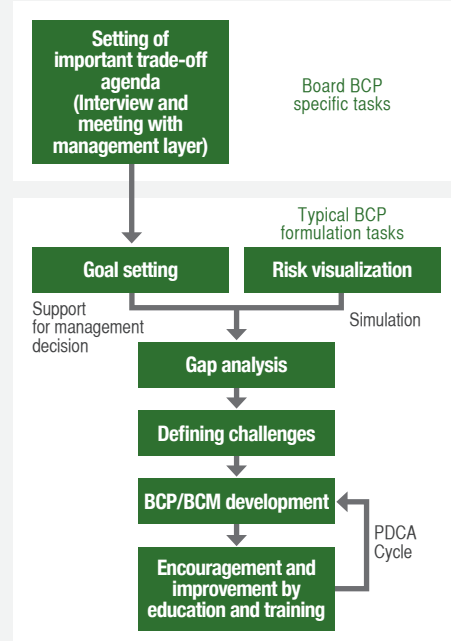 Setting of
important trade-off
agenda
(Interview and
meeting with
management layer)
Board BCP
specific tasks
Typical BCP
formulation tasks
Goal setting
Risk visualization
Support
for management
decision
Simulation
Gap analysis
Defining challenges
BCP/BCM development
PDCA
Cycle
Encouragement and
improvement by
education and training